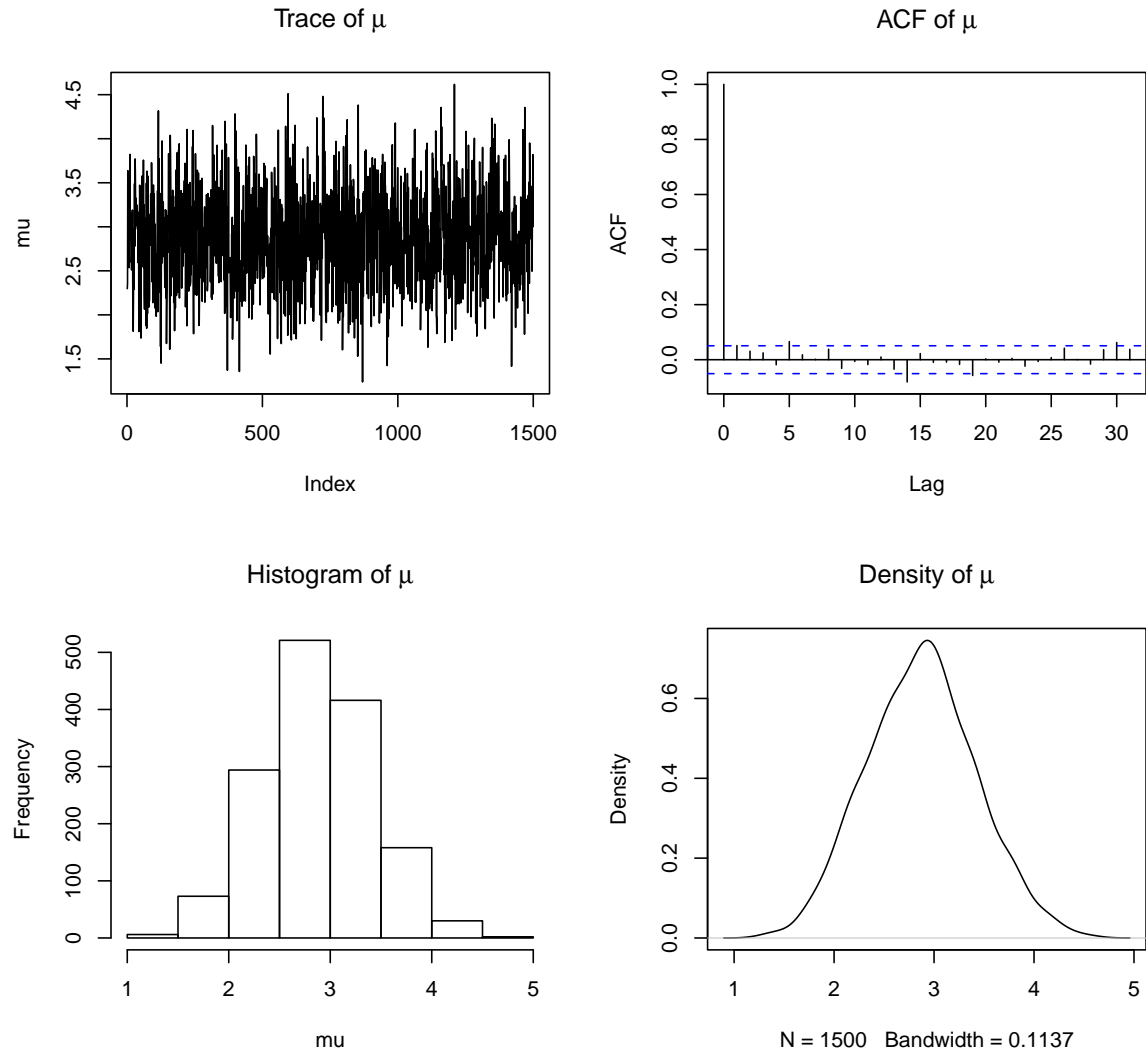 Trace of μ
mu
4.5
3.5
2.5
1.5
0 500 1000 1500
Index
ACF of μ
ACF
1.0
0.8
0.6
0.4
0.2
0.0
0 5 10 15 20 25 30
Lag
Histogram of μ
Frequency
500
400
300
200
100
0
1 2 3 4 5
mu
Density of μ
Density
0.6
0.4
0.2
0.0
1 2 3 4 5
N = 1500 Bandwidth = 0.1137